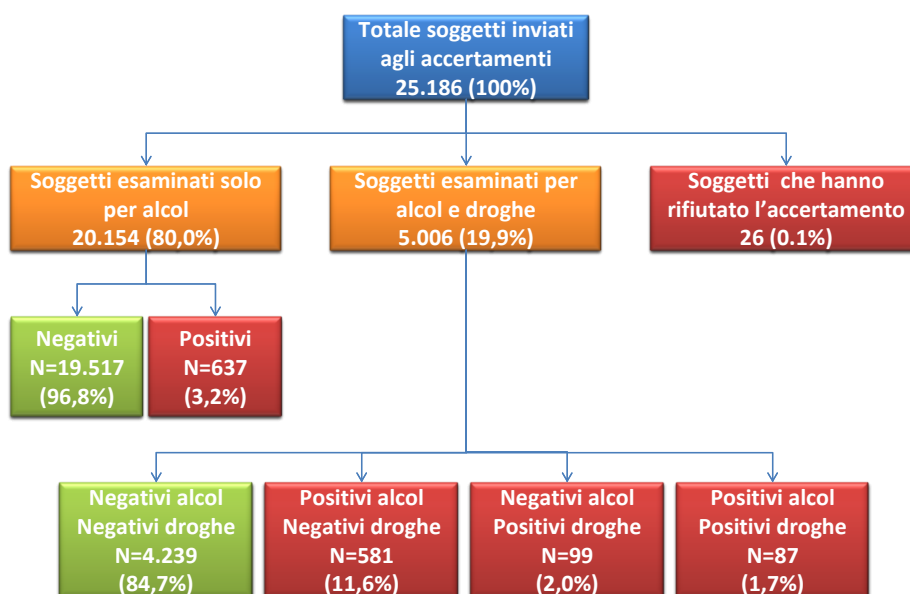 Totale soggetti inviati
agli accertamenti
25.186 (100%)
Soggetti esaminati solo
per alcol
20.154 (80,0%)
Soggetti esaminati per
alcol e droghe
5.006 (19,9%)
Soggetti che hanno
rifiutato l’accertamento
26 (0.1%)
Negativi
N=19.517
(96,8%)
Positivi
N=637
(3,2%)
Negativi alcol
Negativi droghe
N=4.239
(84,7%)
Positivi alcol
Negativi droghe
N=581
(11,6%)
Negativi alcol
Positivi droghe
N=99
(2,0%)
Positivi alcol
Positivi droghe
N=87
(1,7%)